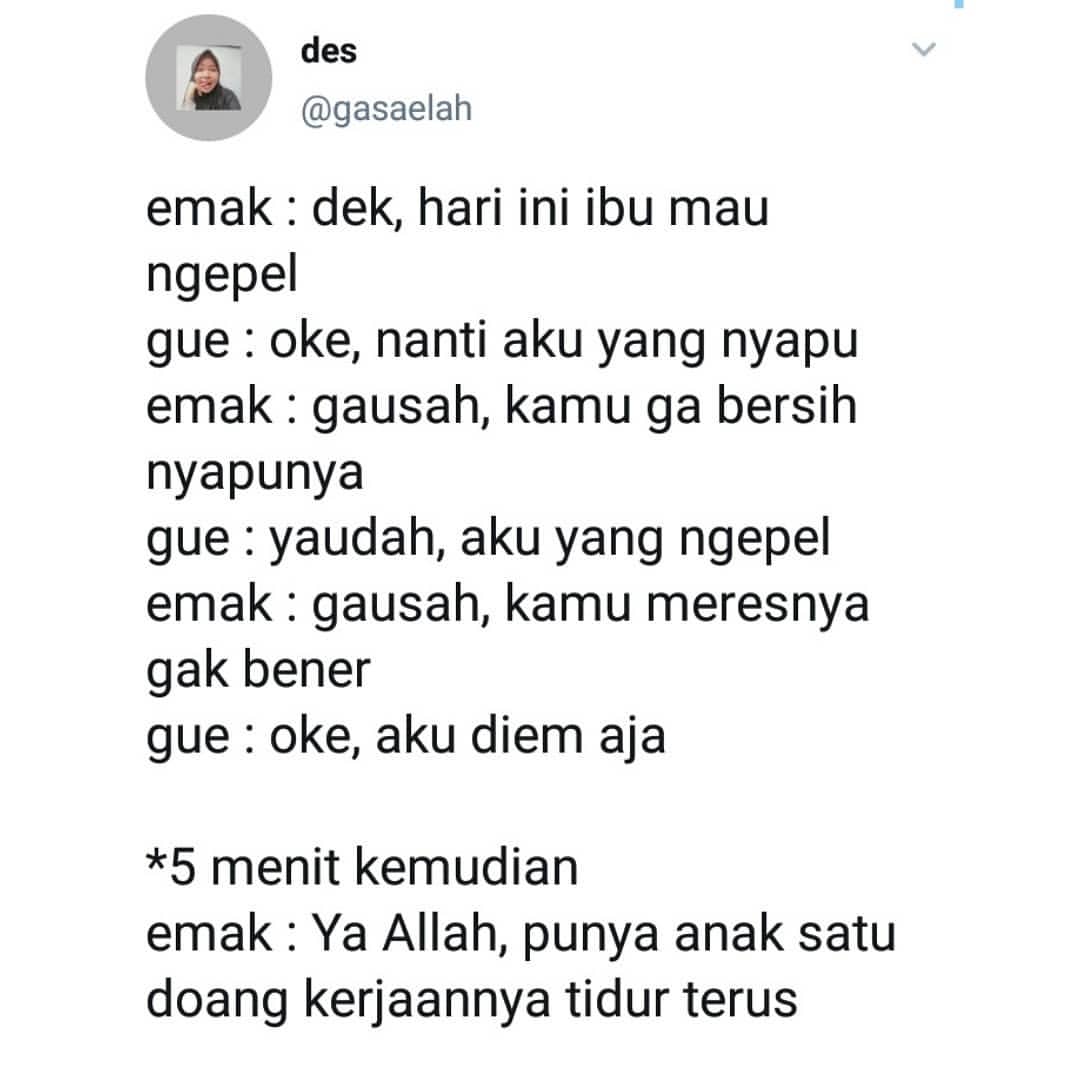 des
@gasaelah
emak : dek, hari ini ibu mau
ngepel
gue : oke, nanti aku yang nyapu
emak : gausah, kamu ga bersih
nyapunya
gue : yaudah, aku yang ngepel
emak : gausah, kamu meresnya
gak bener
gue : oke, aku diem aja
*5 menit kemudian
emak : Ya Allah, punya anak satu
doang kerjaannya tidur terus